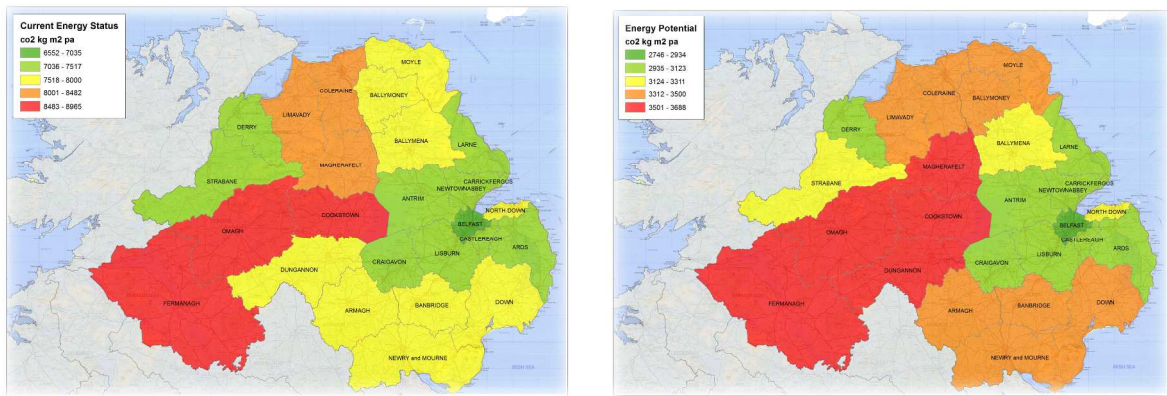 Current Energy Status
co2 kg m2 pa
6552 - 7035
7036 - 7517
7518 - 8000
8001 - 8482
8483 - 8965
MOYLE
COLERAINE
BALLYMONEY
LIMAVADY
DERRY
BALLYMENA
LARNE
MAGHERAFELT
STRABANE
CARRICKFERGUS
NEWTOWNABBEY
ANTRIM
NORTH DOWN
COOKSTOWN
BELFAST
OMAGH
CASTLEREAGH
ARDS
LISBURN
CRAIGAVON
DUNGANNON
FERMANAGH
BANBRIDGE
DOWN
ARMAGH
NEWRY and MOURNE
IRISH SEA
Energy Potential
co2 kg m2 pa
2746 - 2934
2935 - 3123
3124 - 3311
3312 - 3500
3501 - 3688
MOYLE
COLERAINE
BALLYMONEY
LIMAVADY
DERRY
BALLYMENA
LARNE
MAGHERAFELT
STRABANE
CARRICKFERGUS
NEWTOWNABBEY
ANTRIM
NORTH DOWN
COOKSTOWN
BELFAST
OMAGH
CASTLEREAGH
ARDS
LISBURN
CRAIGAVON
DUNGANNON
FERMANAGH
BANBRIDGE
DOWN
ARMAGH
NEWRY and MOURNE
IRISH SEA